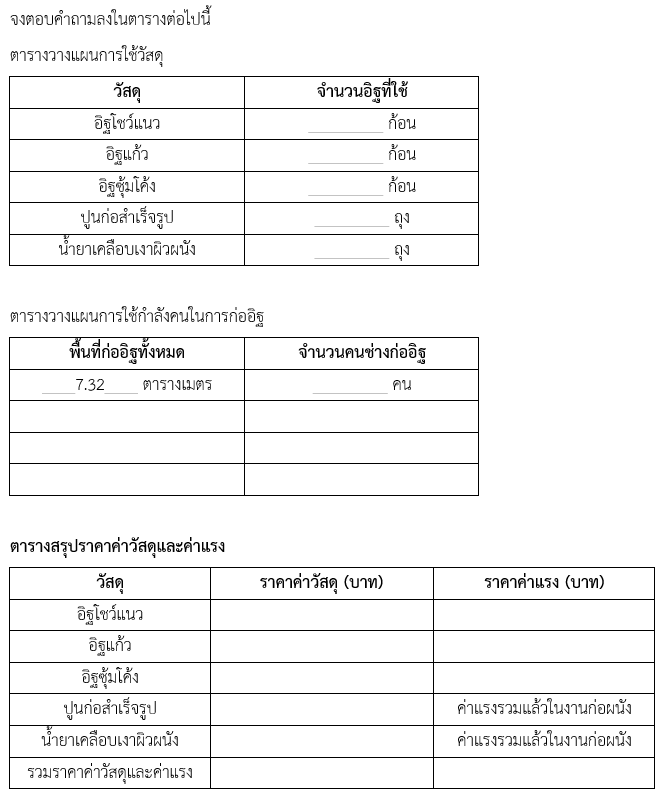 จงตอบคำถามลงในตารางต่อไปนี้
ตารางวางแผนการใช้วัสดุ
วัสดุ จำนวนอิฐที่ใช้
อิฐโชว์แนว __________ ก้อน
อิฐแก้ว __________ ก้อน
อิฐซุ้มโค้ง __________ ก้อน
ปูนก่อสำเร็จรูป __________ ถุง
น้ำยาเคลือบเงาผิวผนัง __________ ถุง
ตารางวางแผนการใช้กำลังคนในการก่ออิฐ
พื้นที่ก่ออิฐทั้งหมด จำนวนคนช่างก่ออิฐ
____7.32____ ตารางเมตร __________ คน
ตารางสรุปราคาค่าวัสดุและค่าแรง
วัสดุ ราคาค่าวัสดุ (บาท) ราคาค่าแรง (บาท)
อิฐโชว์แนว
อิฐแก้ว
อิฐซุ้มโค้ง
ปูนก่อสำเร็จรูป ค่าแรงรวมแล้วในงานก่อผนัง
น้ำยาเคลือบเงาผิวผนัง ค่าแรงรวมแล้วในงานก่อผนัง
รวมราคาค่าวัสดุและค่าแรง